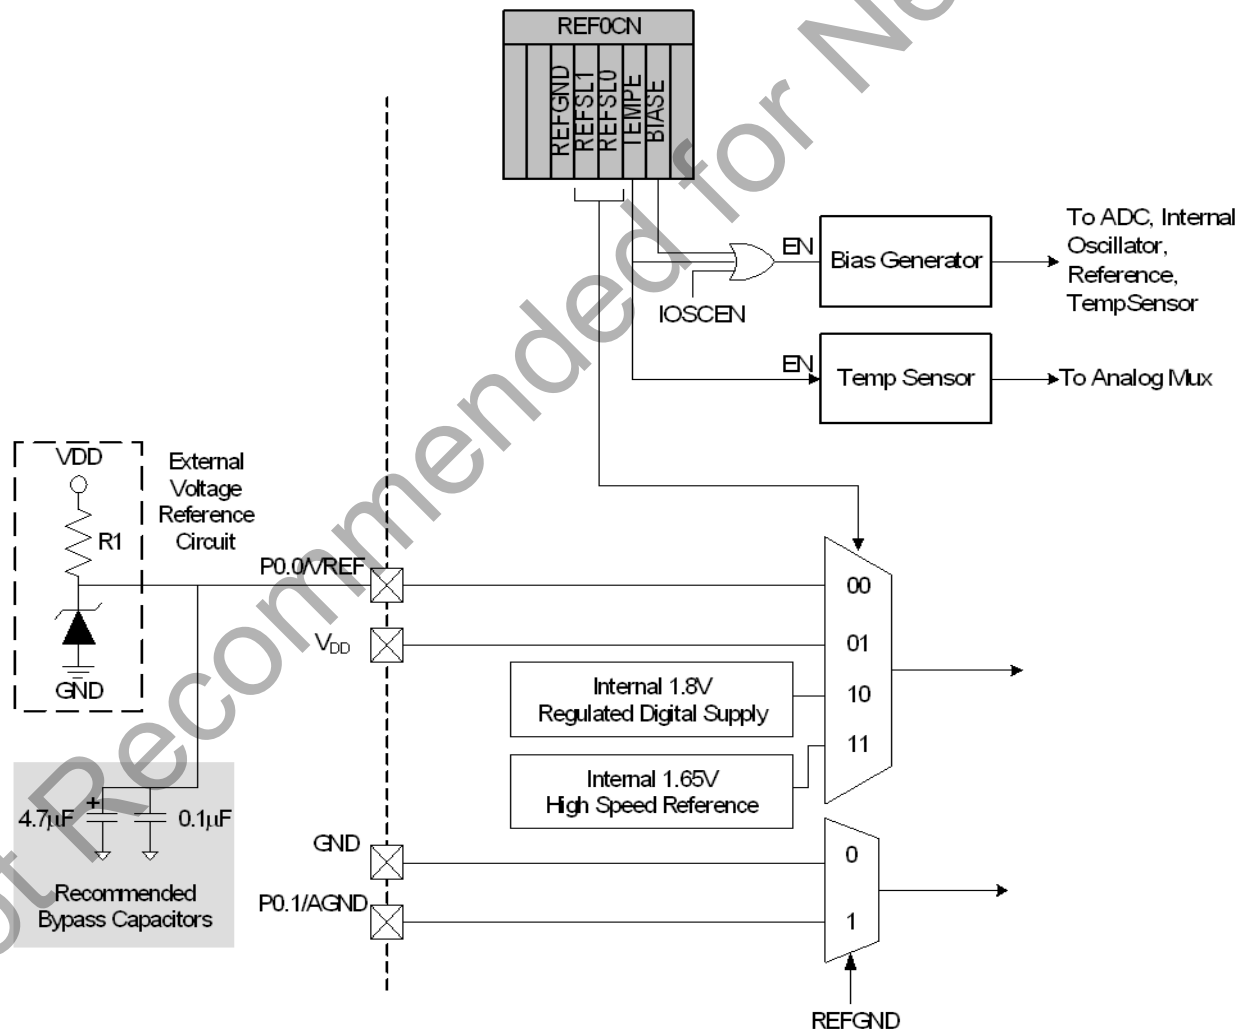 REF0CN
REFGND
REFSL1
REFSL0
TEMPE
BIASE
EN
Bias Generator
To ADC, Internal
Oscillator,
Reference,
TempSensor
IOSCEN
EN
Temp Sensor
To Analog Mux
VDD
R1
GND
External
Voltage
Reference
Circuit
P0.0/VREF
00
VDD
01
Internal 1.8V
Regulated Digital Supply
10
11
Internal 1.65V
High Speed Reference
4.7μF
+
0.1μF
Recommended
Bypass Capacitors
GND
0
P0.1/AGND
1
REFGND
ot Recommended for Ne